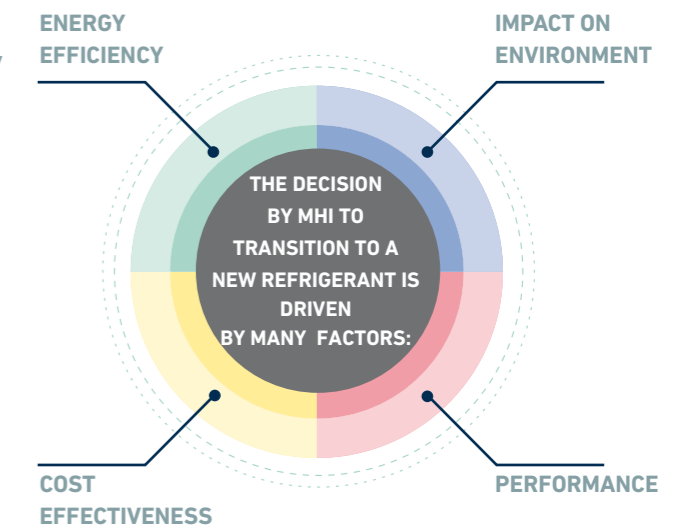 ENERGY
EFFICIENCY
IMPACT ON
ENVIRONMENT
THE DECISION
BY MHI TO
TRANSITION TO A
NEW REFRIGERANT IS
DRIVEN
BY MANY FACTORS:
COST
EFFECTIVENESS
PERFORMANCE